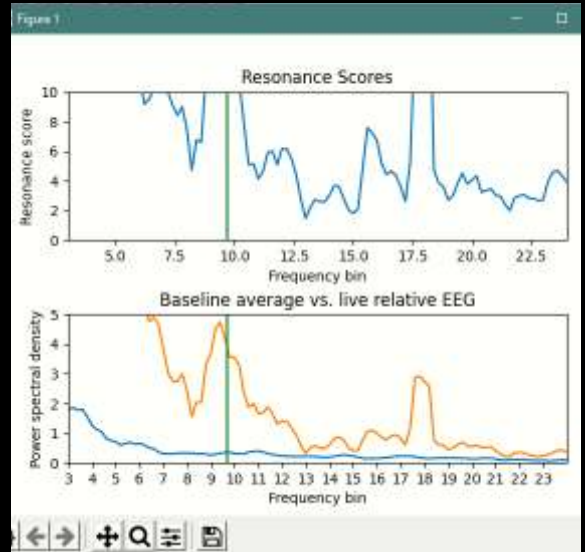 Figure 1
Resonance Scores
10
8
6
4
2
0
Resonance score
5.0 7.5 10.0 12.5 15.0 17.5 20.0 22.5
Frequency bin
Baseline average vs. live relative EEG
5
4
3
2
1
0
Power spectral density
3 4 5 6 7 8 9 10 11 12 13 14 15 16 17 18 19 20 21 22 23
Frequency bin